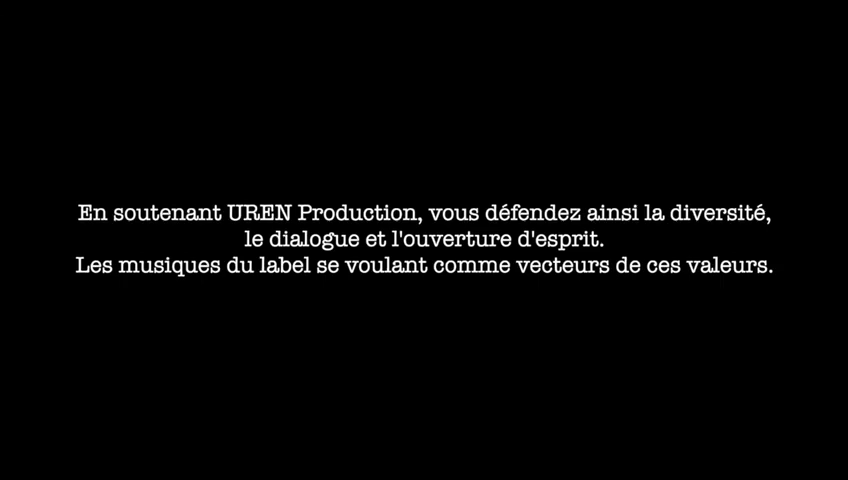 En soutenant UREN Production, vous défendez ainsi la diversité,
le dialogue et l'ouverture d'esprit.
Les musiques du label se voulant comme vecteurs de ces valeurs.